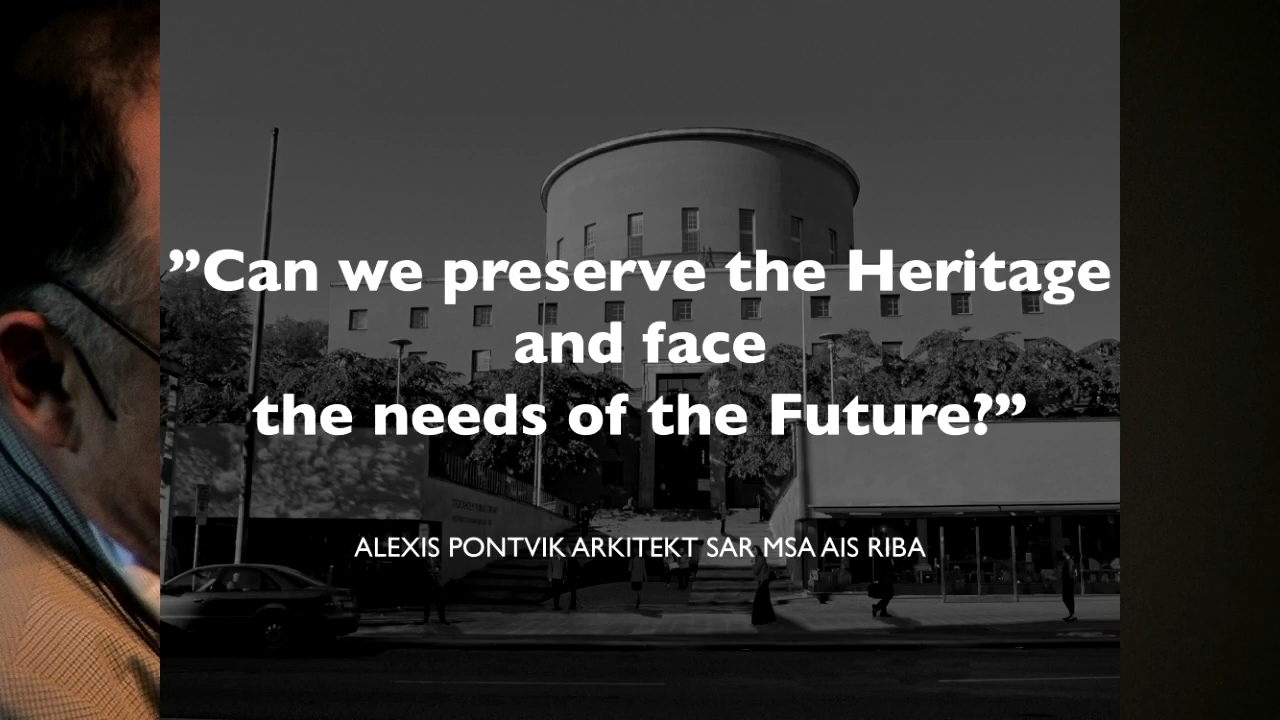 ”Can we preserve the Heritage
and face
the needs of the Future?”
ALEXIS PONTVIK ARKITEKT SAR MSA AIS RIBA